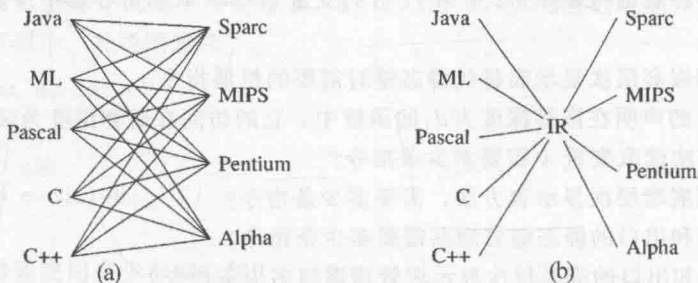 Java
Sparc
ML
MIPS
Pascal
Pentium
C
Alpha
C++
(a)
Java
Sparc
ML
MIPS
IR
Pascal
Pentium
C
Alpha
C++
(b)